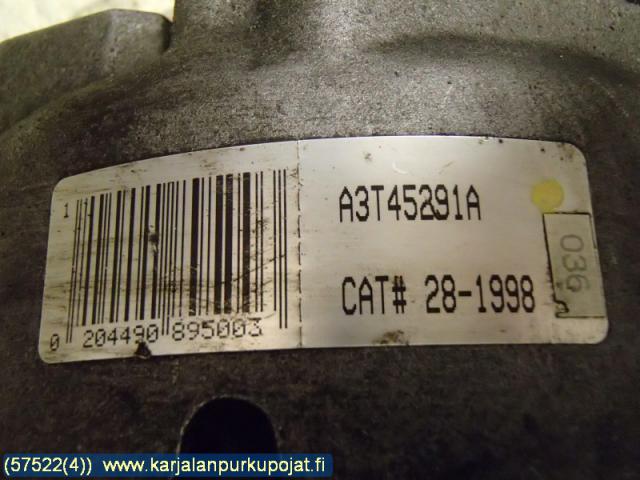 A3T45291A
036
CAT# 28-1998
1
0 204490 895003
(57522(4)) www.karjalanpurkupojat.fi